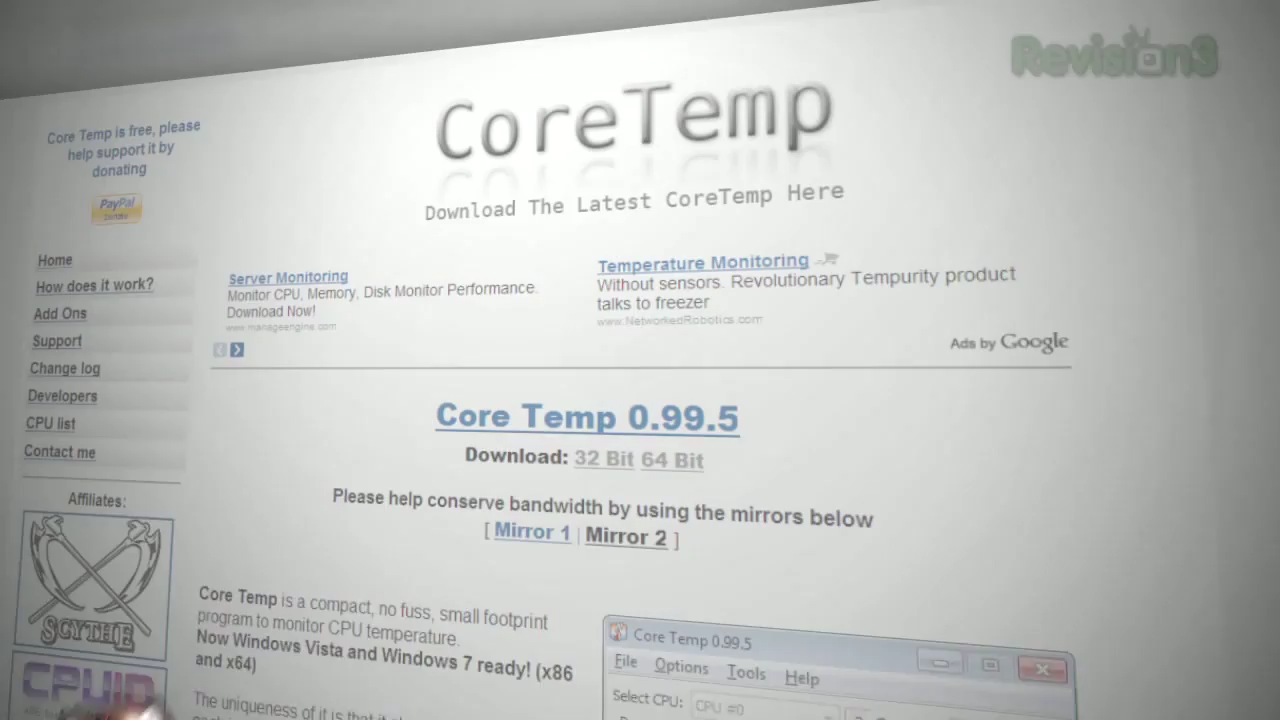 Revision3
Core Temp is free, please
help support it by
donating
PayPal
Donate
CoreTemp
Download The Latest CoreTemp Here
Home
How does it work?
Add Ons
Support
Change log
Developers
CPU list
Contact me
Server Monitoring
Monitor CPU, Memory, Disk Monitor Performance.
Download Now!
www.manageengine.com
Temperature Monitoring
Without sensors. Revolutionary Tempurity product
talks to freezer
www.NetworkedRobotics.com
Ads by Google
Core Temp 0.99.5
Download: 32 Bit 64 Bit
Please help conserve bandwidth by using the mirrors below
[ Mirror 1 | Mirror 2 ]
Affiliates:
SCYTHE
CPUID
Core Temp is a compact, no fuss, small footprint
program to monitor CPU temperature.
Now Windows Vista and Windows 7 ready! (x86
and x64)
The uniqueness of it is that it
Core Temp 0.99.5
File Options Tools Help
Select CPU: CPU #0